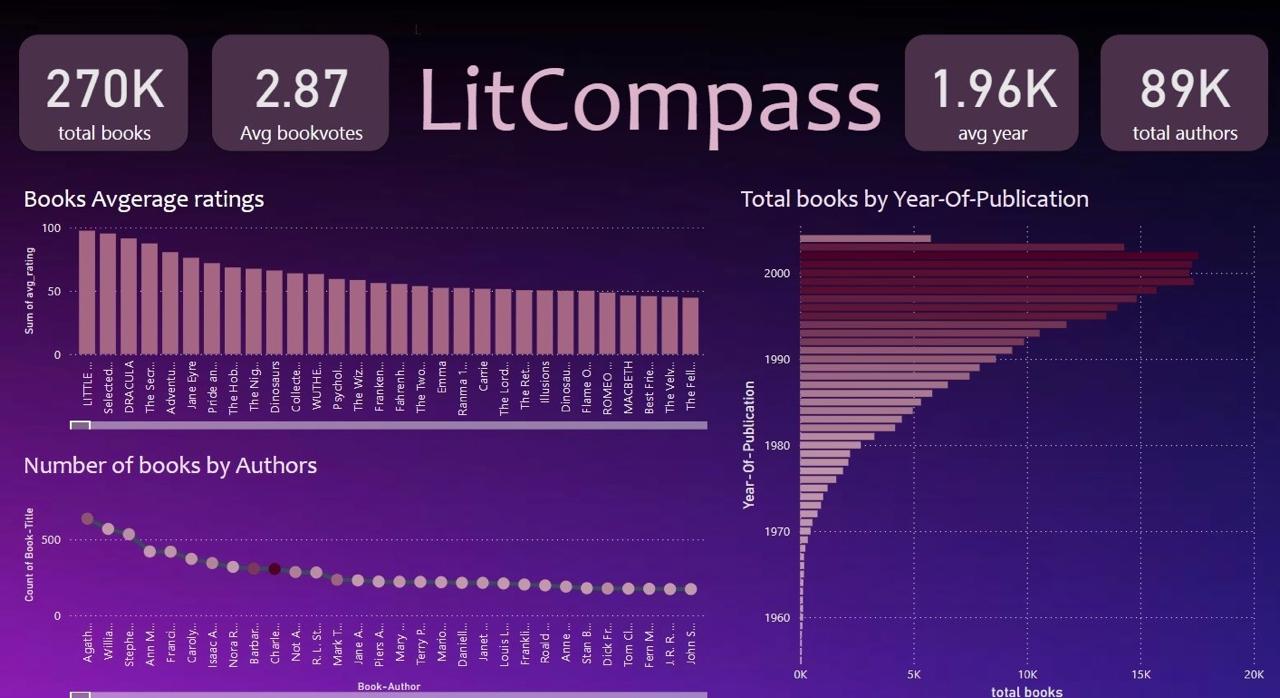 270K
total books
2.87
Avg bookvotes
LitCompass
1.96K
avg year
89K
total authors
Books Avgerage ratings
Sum of avg_rating
100
50
0
LITTLE ...
Selected...
DRACULA
The Secr...
Adventu...
Jane Eyre
Pride an...
The Hob...
The Nig...
Dinosaurs
Collecte...
WUTHE...
Psychol...
The Wiz...
Franken...
Fahrenh...
The Two...
Emma
Ranma 1...
Carrie
The Lord...
The Ret...
Illusions
Dinosau...
Flame O...
ROMEO ...
MACBETH
Best Frie...
The Velv...
The Fell...
Number of books by Authors
Count of Book-Title
500
0
Agath...
Willia...
Stephe...
Ann M...
Franci...
Caroly...
Isaac A...
Nora R...
Barbar...
Charle...
Not A...
R. L. St...
Mark T...
Jane A...
Piers A...
Mary ...
Terry P...
Mario...
Daniell...
Janet ...
Louis L...
Frankli...
Roald ...
Anne ...
Stan B...
Dick Fr...
Tom Cl...
Fern M...
J. R. R. ...
John S...
Book-Author
Total books by Year-Of-Publication
Year-Of-Publication
2000
1990
1980
1970
1960
0K
5K
10K
15K
20K
total books